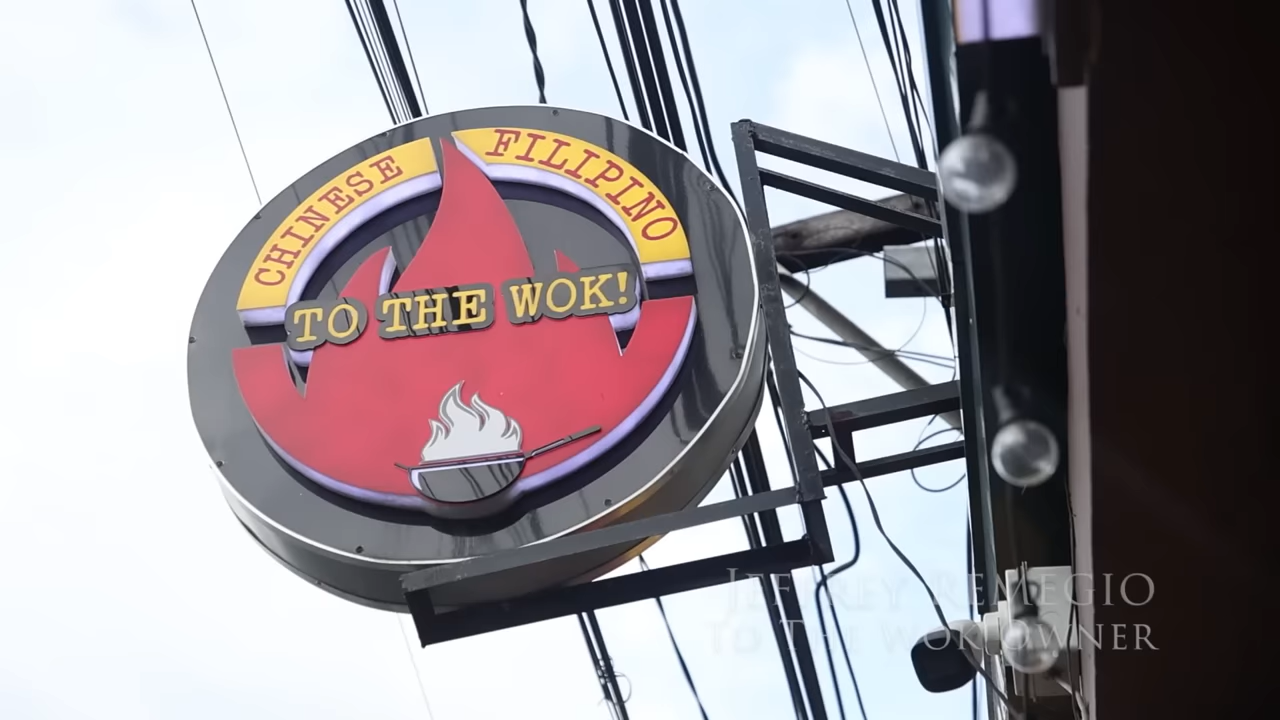 CHINESE FILIPINO
TO THE WOK!
JEFFREY REMEGIO
TO THE WOK OWNER